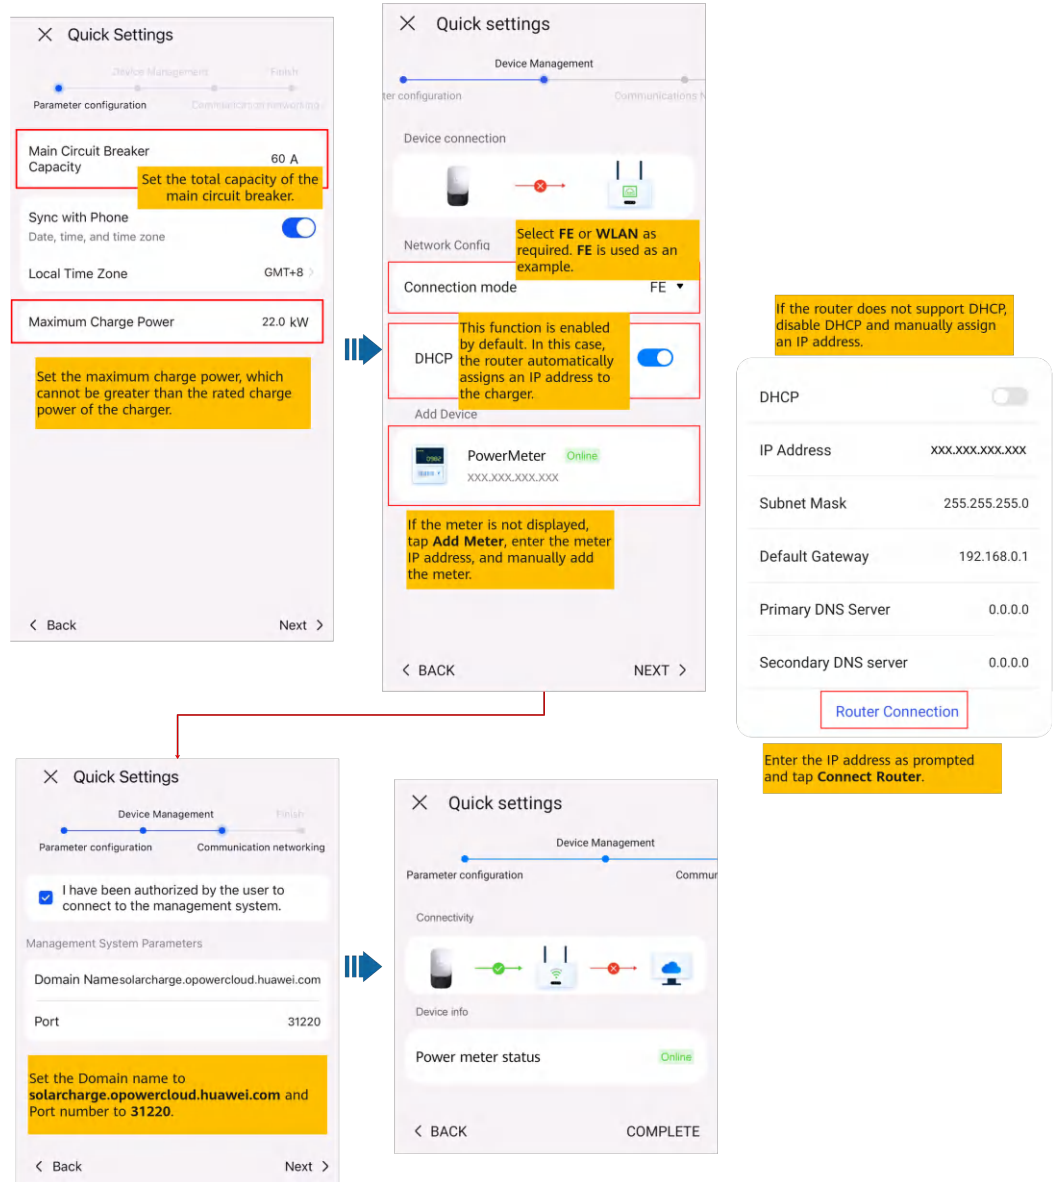 Quick Settings
Device Management
Finish
Parameter configuration
Communication networking
Main Circuit Breaker
Capacity
60 A
Set the total capacity of the
main circuit breaker.
Sync with Phone
Date, time, and time zone
Local Time Zone
GMT+8
Maximum Charge Power
22.0 kW
Set the maximum charge power, which
cannot be greater than the rated charge
power of the charger.
Back
Next
Quick settings
Device Management
ter configuration
Communications N
Device connection
Select FE or WLAN as
required. FE is used as an
example.
Network Config
Connection mode
FE
This function is enabled
by default. In this case,
the router automatically
assigns an IP address to
the charger.
DHCP
Add Device
PowerMeter
Online
XXX.XXX.XXX.XXX
If the meter is not displayed,
tap Add Meter, enter the meter
IP address, and manually add
the meter.
BACK
NEXT
If the router does not support DHCP,
disable DHCP and manually assign
an IP address.
DHCP
IP Address
XXX.XXX.XXX.XXX
Subnet Mask
255.255.255.0
Default Gateway
192.168.0.1
Primary DNS Server
0.0.0.0
Secondary DNS server
0.0.0.0
Router Connection
Enter the IP address as prompted
and tap Connect Router.
Quick Settings
Device Management
Finish
Parameter configuration
Communication networking
I have been authorized by the user to
connect to the management system.
Management System Parameters
Domain Name
solarcharge.opowercloud.huawei.com
Port
31220
Set the Domain name to
solarcharge.opowercloud.huawei.com and
Port number to 31220.
Back
Next
Quick settings
Device Management
Parameter configuration
Commun
Connectivity
Device info
Power meter status
Online
BACK
COMPLETE